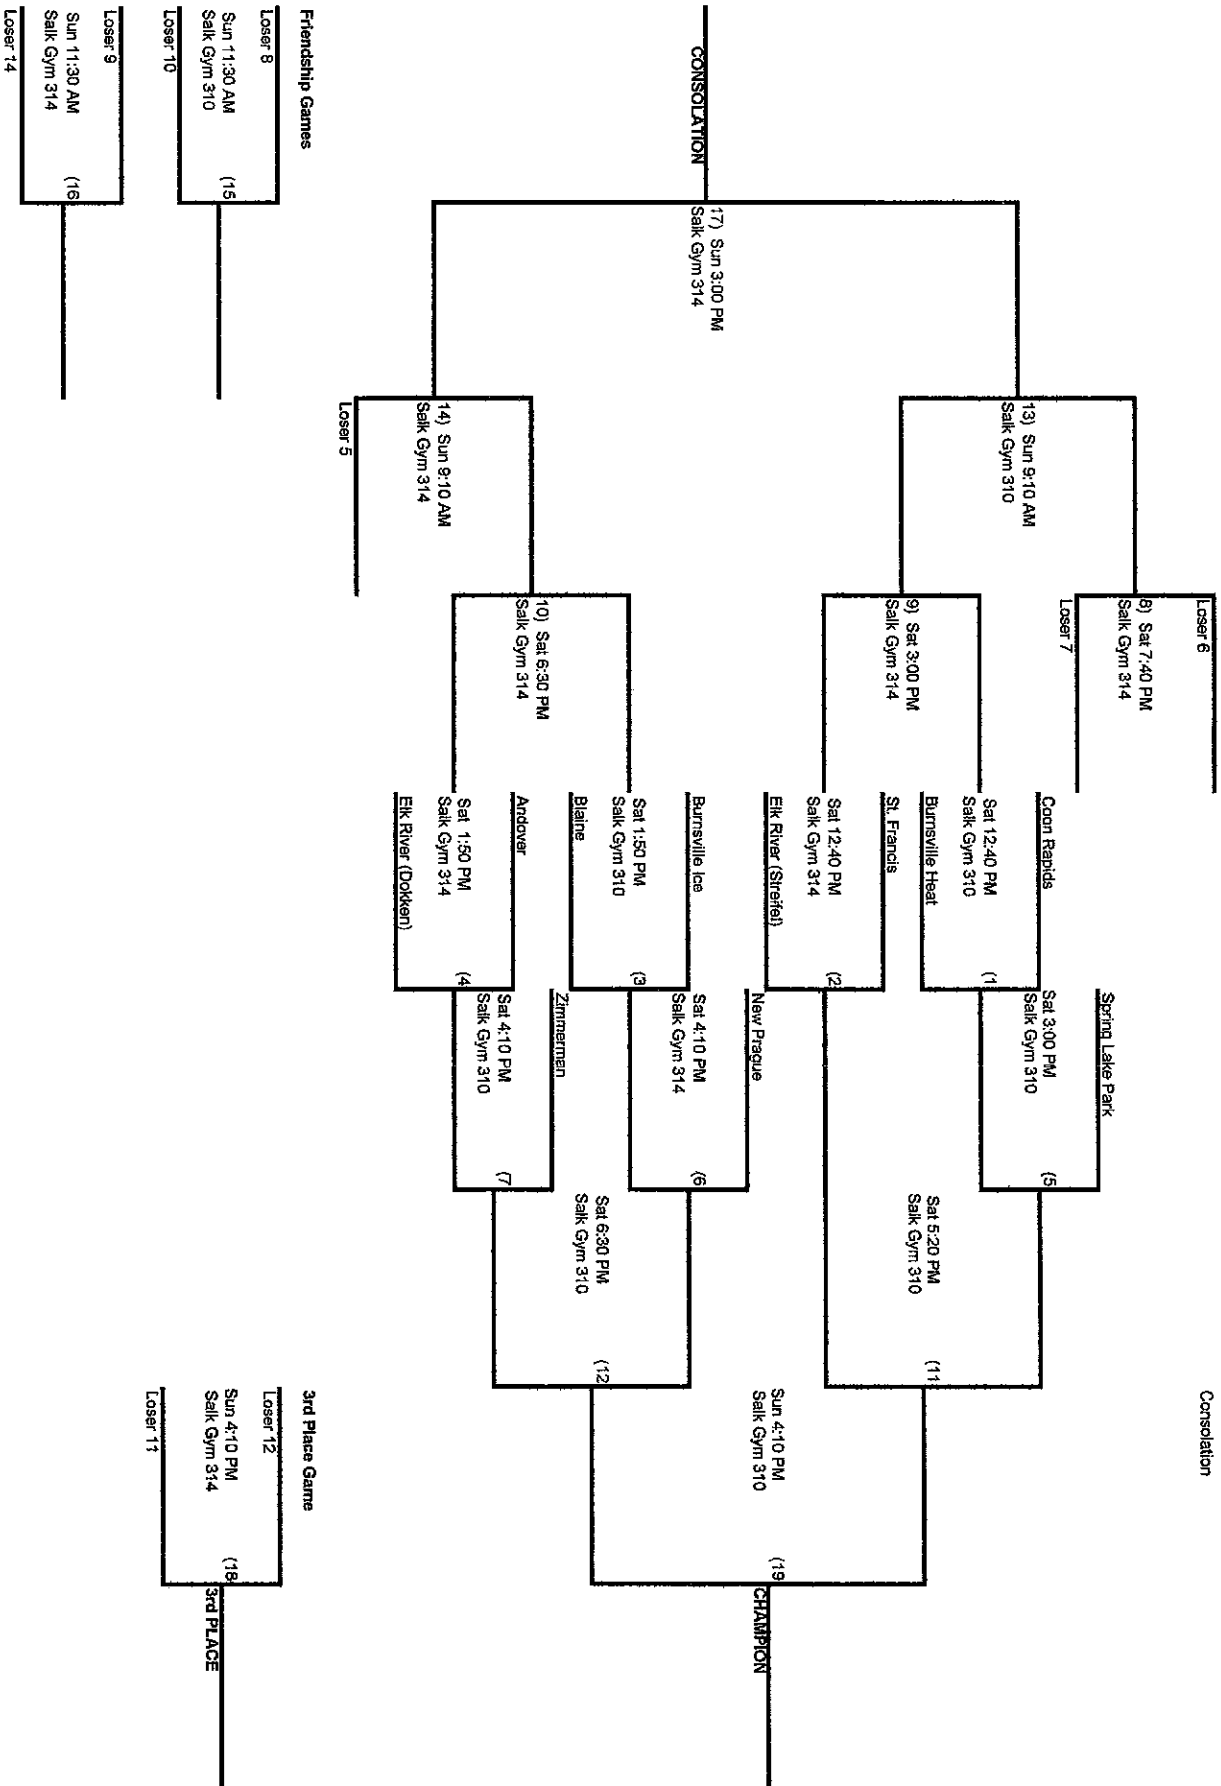 Consolation
Loser 6
8) Sat 7:40 PM
Salk Gym 314
Loser 7
13) Sun 9:10 AM
Salk Gym 310
9) Sat 3:00 PM
Salk Gym 314
17) Sun 3:00 PM
Salk Gym 314
CONSOLATION
10) Sat 6:30 PM
Salk Gym 314
14) Sun 9:10 AM
Salk Gym 314
Loser 5
Spring Lake Park
Sat 3:00 PM
Salk Gym 310
(5
Coon Rapids
Sat 12:40 PM
Salk Gym 310
(1
Burnsville Heat
St. Francis
Sat 12:40 PM
Salk Gym 314
(2
Elk River (Streifel)
Sat 5:20 PM
Salk Gym 310
(11
New Prague
Sat 4:10 PM
Salk Gym 314
(6
Burnsville Ice
Sat 1:50 PM
Salk Gym 310
(3
Blaine
Zimmerman
Sat 4:10 PM
Salk Gym 310
(7
Andover
Sat 1:50 PM
Salk Gym 314
(4
Elk River (Dokken)
Sat 6:30 PM
Salk Gym 310
(12
Sun 4:10 PM
Salk Gym 310
(19
CHAMPION
Friendship Games
Loser 8
Sun 11:30 AM
Salk Gym 310
(15
Loser 10
Loser 9
Sun 11:30 AM
Salk Gym 314
(16
Loser 14
3rd Place Game
Loser 12
Sun 4:10 PM
Salk Gym 314
(18
3rd PLACE
Loser 11